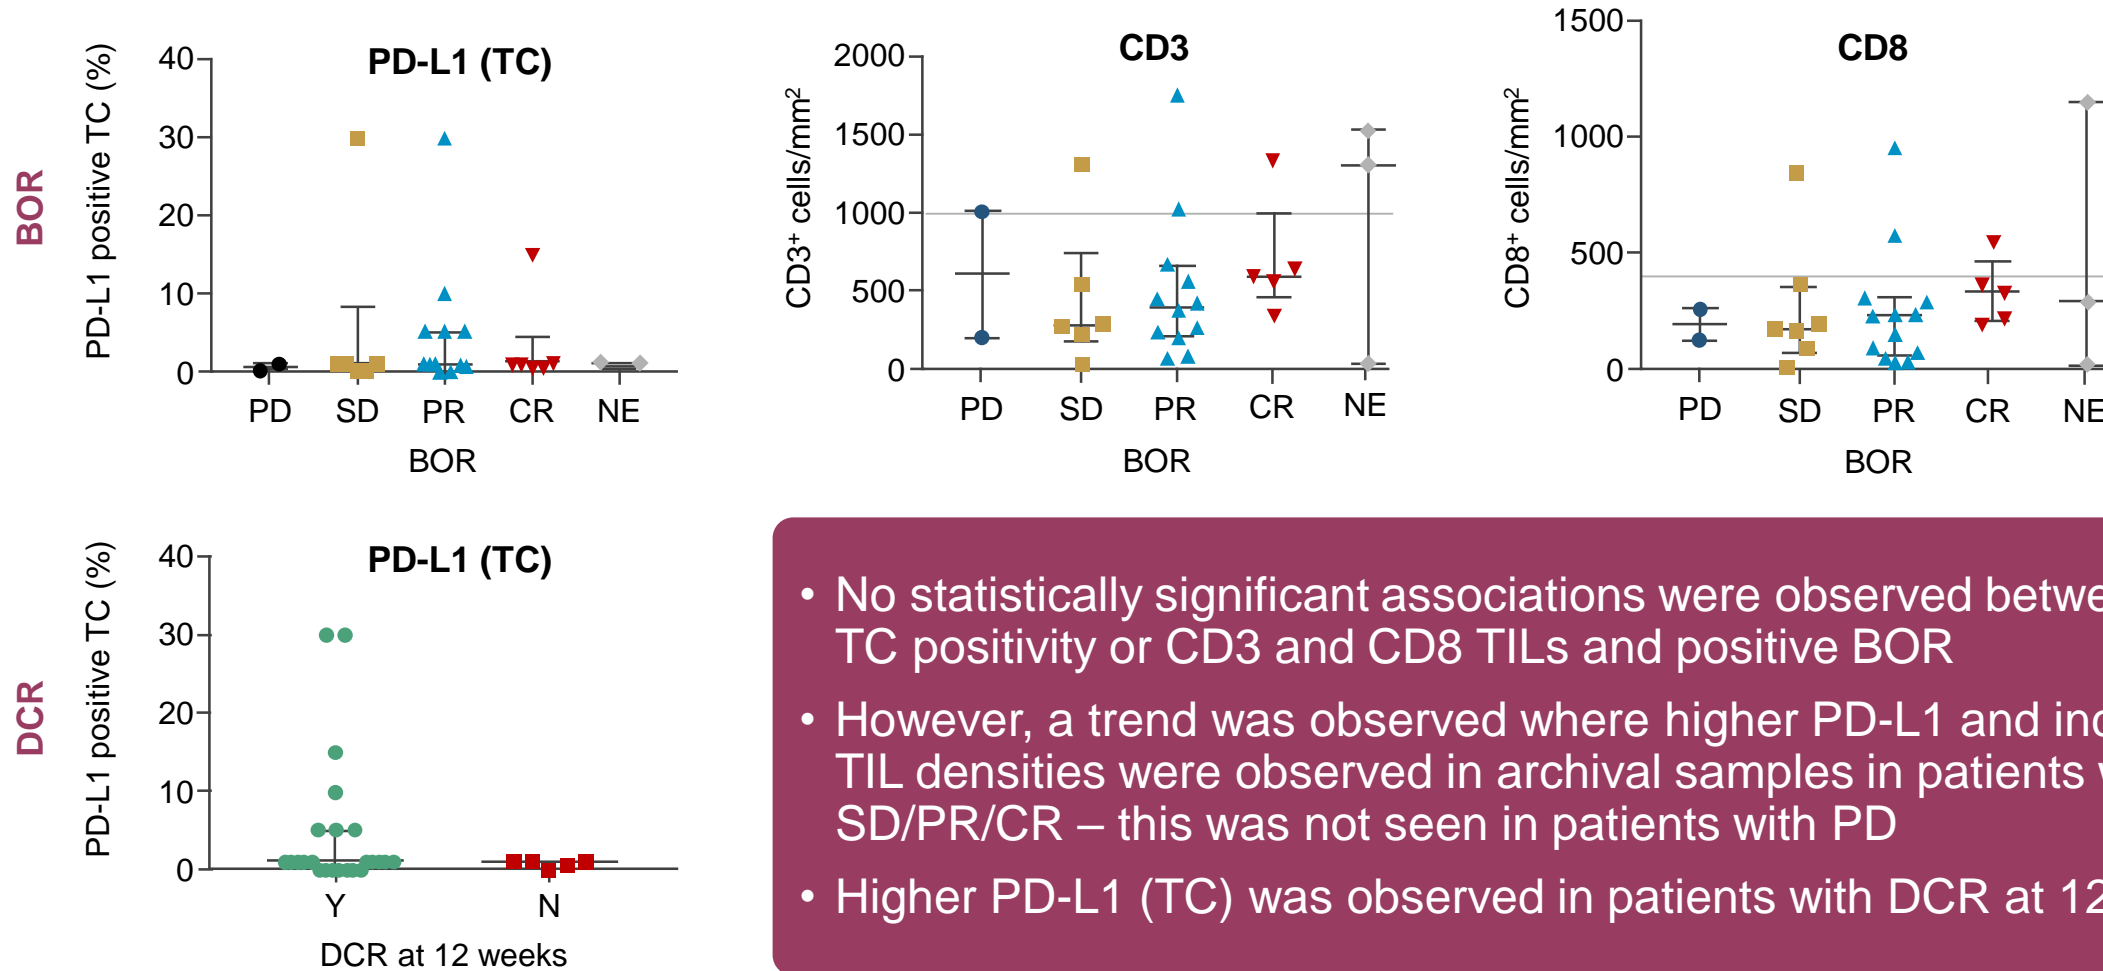 BOR
PD-L1 (TC)
PD-L1 positive TC (%)
40
30
20
10
0
PD SD PR CR NE
BOR
CD3
CD3+ cells/mm2
2000
1500
1000
500
0
PD SD PR CR NE
BOR
CD8
CD8+ cells/mm2
1500
1000
500
0
PD SD PR CR NE
BOR
DCR
PD-L1 (TC)
PD-L1 positive TC (%)
40
30
20
10
0
Y N
DCR at 12 weeks
• No statistically significant associations were observed betwe
TC positivity or CD3 and CD8 TILs and positive BOR
• However, a trend was observed where higher PD-L1 and inc
TIL densities were observed in archival samples in patients
SD/PR/CR – this was not seen in patients with PD
• Higher PD-L1 (TC) was observed in patients with DCR at 12